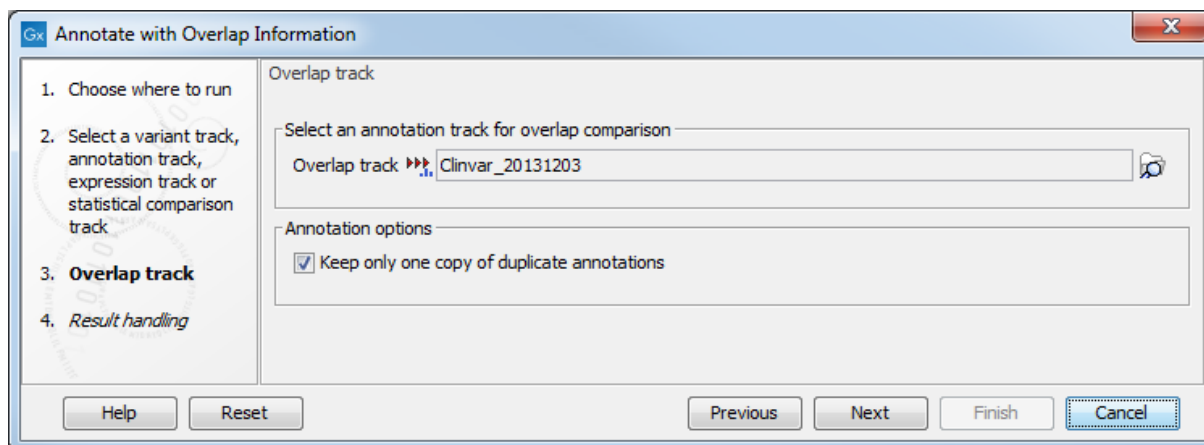 Gx Annotate with Overlap Information
1. Choose where to run
2. Select a variant track,
annotation track,
expression track or
statistical comparison
track
3. Overlap track
4. Result handling
Overlap track
Select an annotation track for overlap comparison
Overlap track Clinvar_20131203
Annotation options
Keep only one copy of duplicate annotations
Help Reset Previous Next Finish Cancel